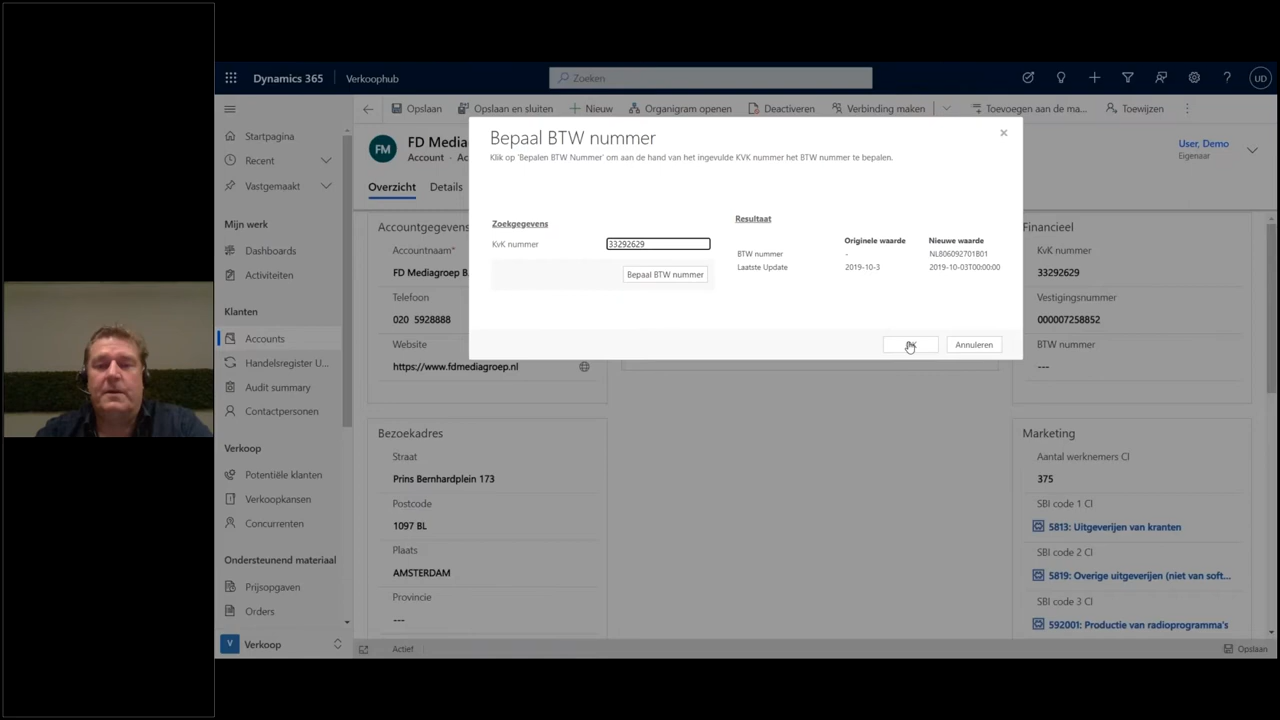 Dynamics 365
Verkoophub
Zoeken
UD
Opslaan
Opslaan en sluiten
Nieuw
Organigram openen
Deactiveren
Verbinding maken
Toevoegen aan de ma...
Toewijzen
Startpagina
Recent
Vastgemaakt
Mijn werk
Dashboards
Activiteiten
Klanten
Accounts
Handelsregister U...
Audit summary
Contactpersonen
Verkoop
Potentiële klanten
Verkoopkansen
Concurrenten
Ondersteunend materiaal
Prijsopgaven
Orders
V Verkoop
FM
FD Media
Account
User, Demo
Eigenaar
Overzicht
Details
Bepaal BTW nummer
Klik op 'Bepalen BTW Nummer' om aan de hand van het ingevulde KVK nummer het BTW nummer te bepalen.
Zoekgegevens
KvK nummer 33292629
Bepaal BTW nummer
Resultaat
Originele waarde Nieuwe waarde
BTW nummer - NL806092701B01
Laatste Update 2019-10-3 2019-10-03T00:00:00
Annuleren
Accountgegevens
Accountnaam*
FD Mediagroep B.
Telefoon
020 5928888
Website
https://www.fdmediagroep.nl
Bezoekadres
Straat
Prins Bernhardplein 173
Postcode
1097 BL
Plaats
AMSTERDAM
Provincie
---
Financieel
KvK nummer
33292629
Vestigingsnummer
000007258852
BTW nummer
---
Marketing
Aantal werknemers CI
375
SBI code 1 CI
5813: Uitgeverijen van kranten
SBI code 2 CI
5819: Overige uitgeverijen (niet van soft...
SBI code 3 CI
592001: Productie van radioprogramma's
Actief
Opslaan